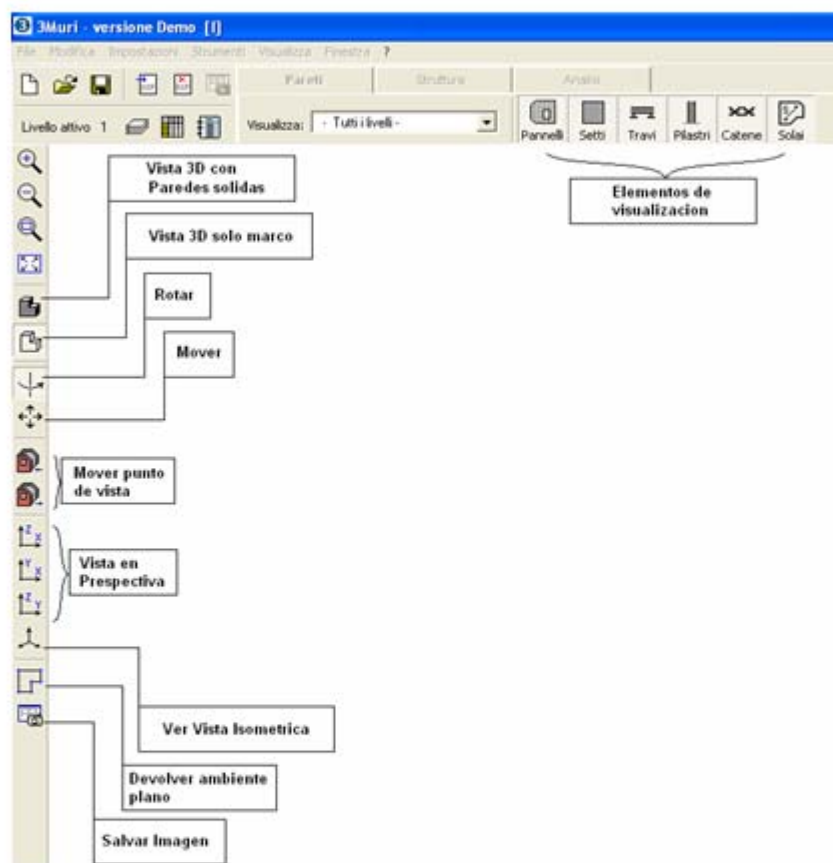 3Muri - versione Demo [I]
File Modifica Impostazioni Strumenti Visualizza Finestra ?
Pareti Struttura Analisi
Livello attivo 1 Visualizza: - Tutti i livelli -
Pannelli Setti Travi Pilastri Catene Solai
Vista 3D con
Paredes solidas
Elementos de
visualizacion
Vista 3D solo marco
Rotar
Mover
Mover punto
de vista
Vista en
Prespectiva
Ver Vista Isometrica
Devolver ambiente
plano
Salvar Imagen